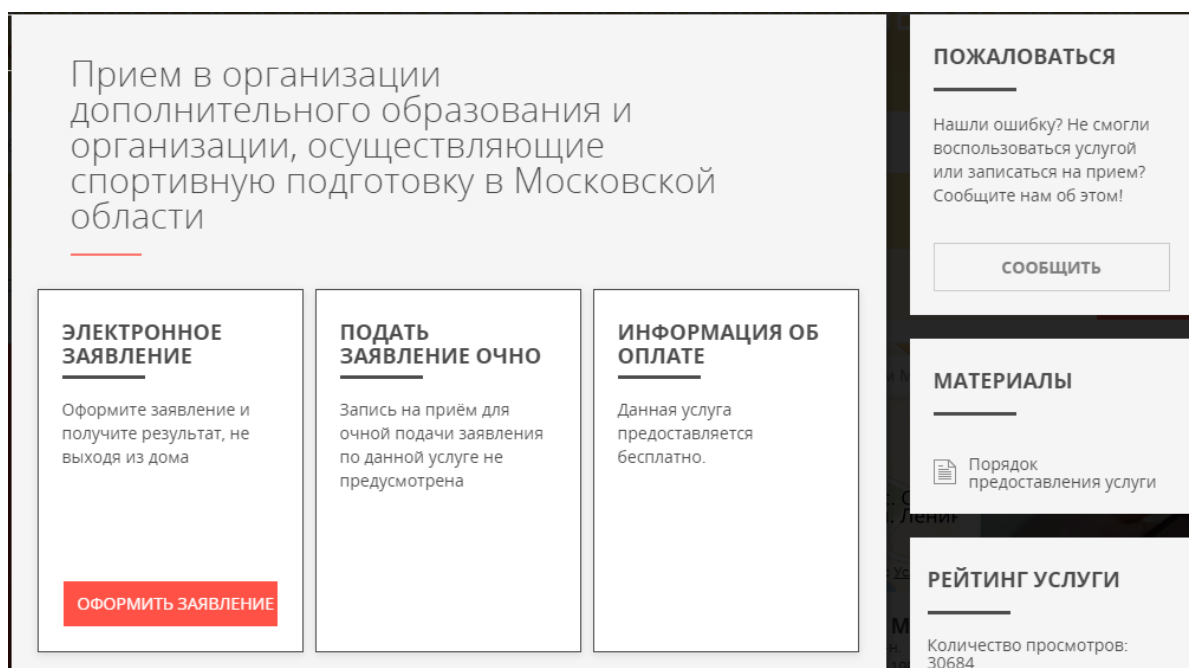 Прием в организации
дополнительного образования и
организации, осуществляющие
спортивную подготовку в Московской
области
ЭЛЕКТРОННОЕ
ЗАЯВЛЕНИЕ
Оформите заявление и
получите результат, не
выходя из дома
ОФОРМИТЬ ЗАЯВЛЕНИЕ
ПОДАТЬ
ЗАЯВЛЕНИЕ ОЧНО
Запись на приём для
очной подачи заявления
по данной услуге не
предусмотрена
ИНФОРМАЦИЯ ОБ
ОПЛАТЕ
Данная услуга
предоставляется
бесплатно.
ПОЖАЛОВАТЬСЯ
Нашли ошибку? Не смогли
воспользоваться услугой
или записаться на прием?
Сообщите нам об этом!
СООБЩИТЬ
МАТЕРИАЛЫ
Порядок
предоставления услуги
РЕЙТИНГ УСЛУГИ
Количество просмотров:
30684